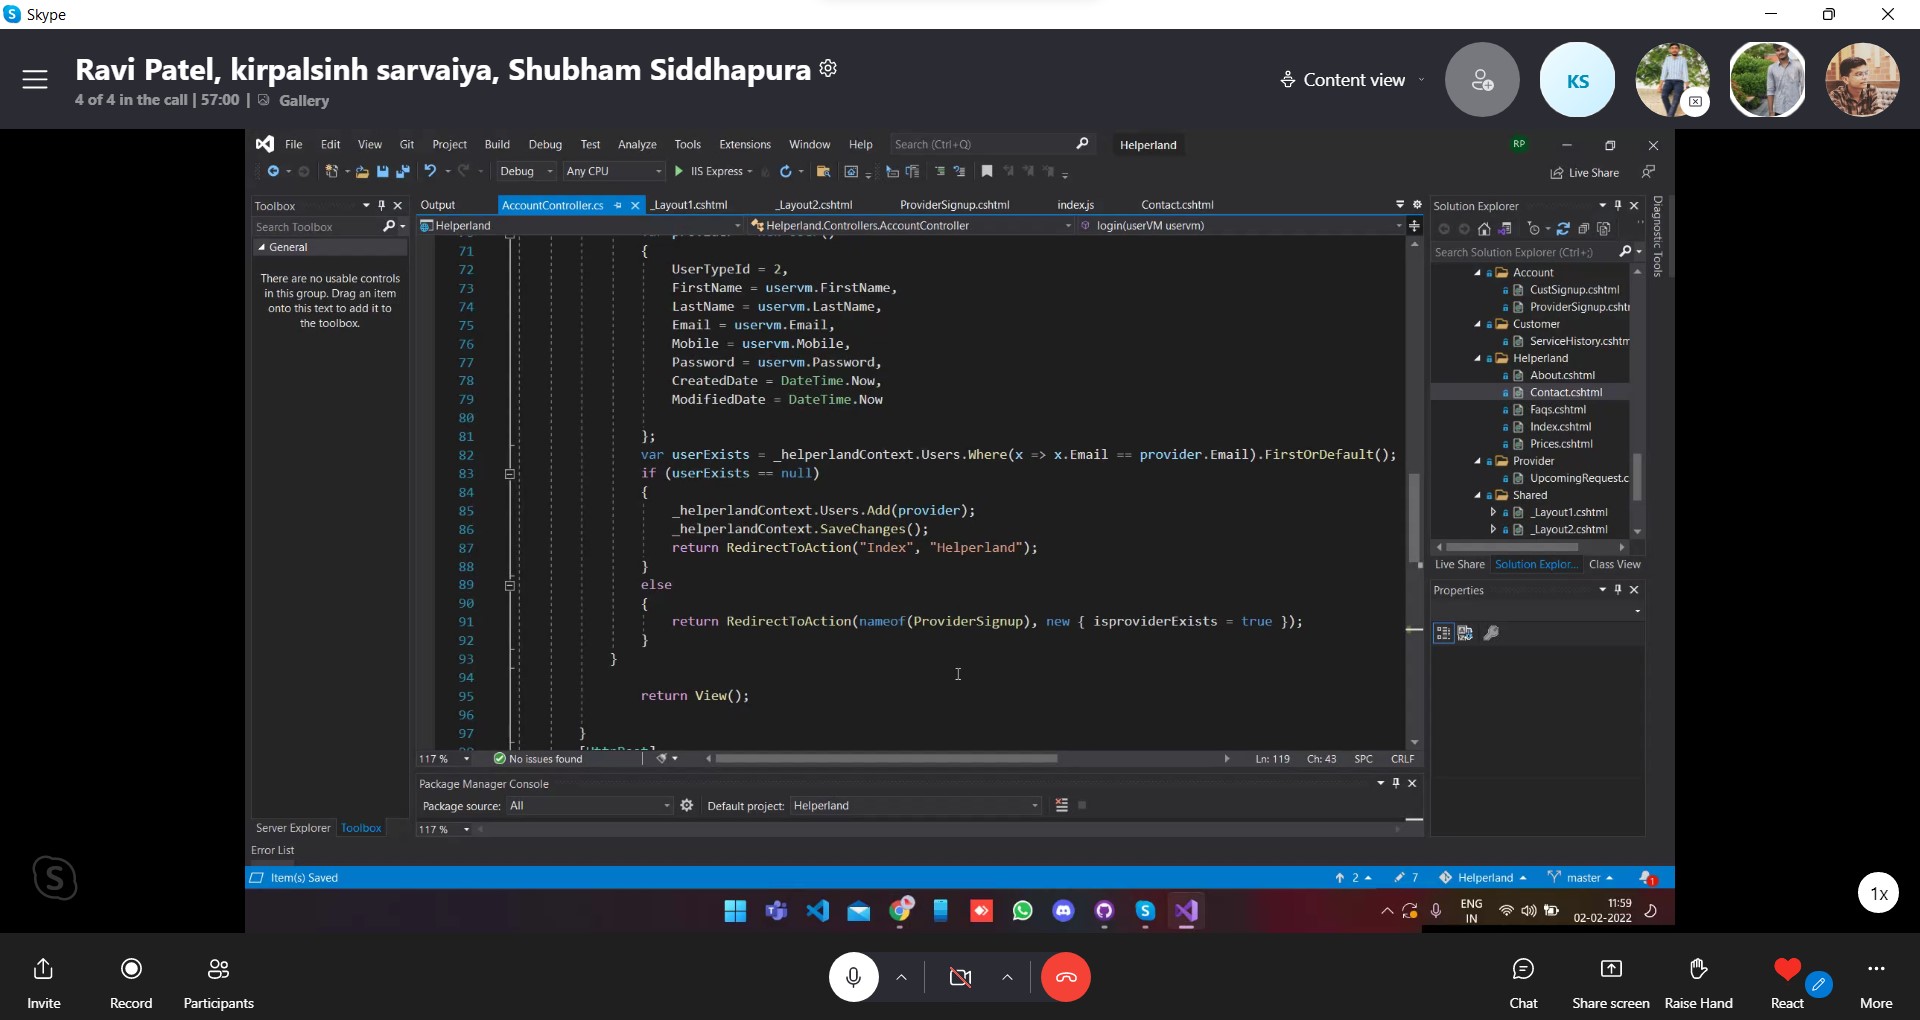 Skype
Ravi Patel, kirpalsinh sarvaiya, Shubham Siddhapura
4 of 4 in the call | 57:00 | Gallery
Content view
KS
File Edit View Git Project Build Debug Test Analyze Tools Extensions Window Help Search (Ctrl+Q) Helperland RP
Debug Any CPU IIS Express Live Share
Toolbox
Search Toolbox
General
There are no usable controls
in this group. Drag an item
onto this text to add it to
the toolbox.
Server Explorer Toolbox
Output AccountController.cs _Layout1.cshtml _Layout2.cshtml ProviderSignup.cshtml index.js Contact.cshtml
Helperland Helperland.Controllers.AccountController login(userVM uservm)
71 {
72 UserTypeId = 2,
73 FirstName = uservm.FirstName,
74 LastName = uservm.LastName,
75 Email = uservm.Email,
76 Mobile = uservm.Mobile,
77 Password = uservm.Password,
78 CreatedDate = DateTime.Now,
79 ModifiedDate = DateTime.Now
80
81 };
82 var userExists = _helperlandContext.Users.Where(x => x.Email == provider.Email).FirstOrDefault();
83 if (userExists == null)
84 {
85 _helperlandContext.Users.Add(provider);
86 _helperlandContext.SaveChanges();
87 return RedirectToAction("Index", "Helperland");
88 }
89 else
90 {
91 return RedirectToAction(nameof(ProviderSignup), new { isproviderExists = true });
92 }
93 }
94
95 return View();
96
97 }
117 % No issues found Ln: 119 Ch: 43 SPC CRLF
Package Manager Console
Package source: All Default project: Helperland
117 %
Solution Explorer
Search Solution Explorer (Ctrl+;)
Account
CustSignup.cshtml
ProviderSignup.cshtr
Customer
ServiceHistory.cshtm
Helperland
About.cshtml
Contact.cshtml
Faqs.cshtml
Index.cshtml
Prices.cshtml
Provider
UpcomingRequest.c
Shared
_Layout1.cshtml
_Layout2.cshtml
Live Share Solution Explor... Class View
Properties
Diagnostic Tools
Error List
Item(s) Saved 2 7 Helperland master 1
ENG
IN
11:59
02-02-2022
1x
Invite Record Participants Chat Share screen Raise Hand React More